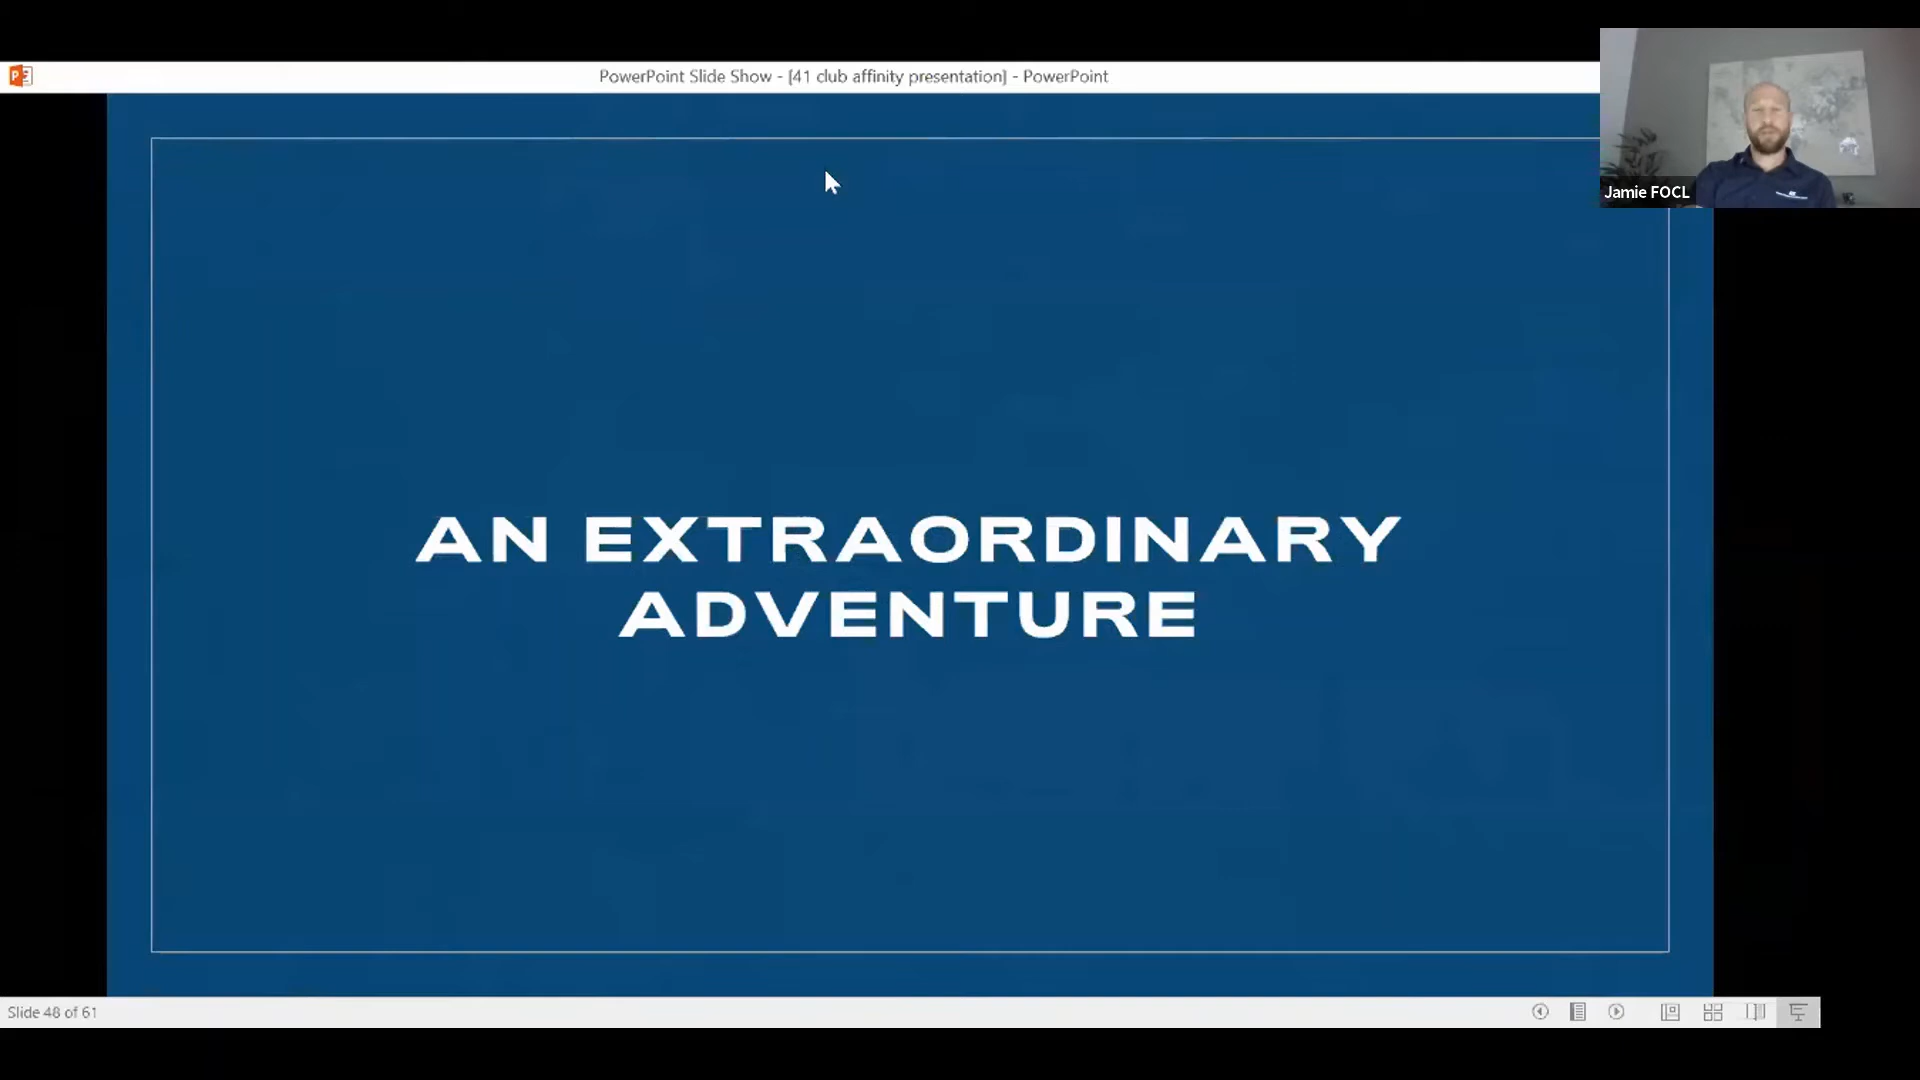 PowerPoint Slide Show - [41 club affinity presentation] - PowerPoint
Jamie FOCL
AN EXTRAORDINARY
ADVENTURE
Slide 48 of 61